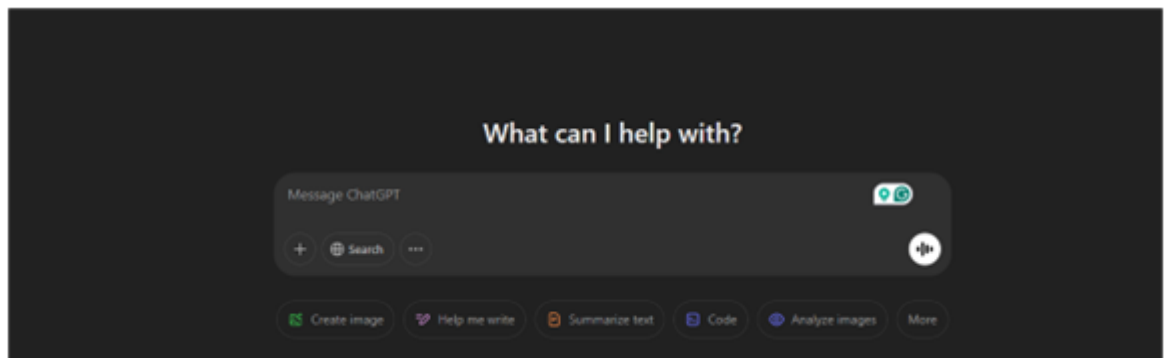 What can I help with?
Message ChatGPT
Search
Create image Help me write Summarize text Code Analyze images More